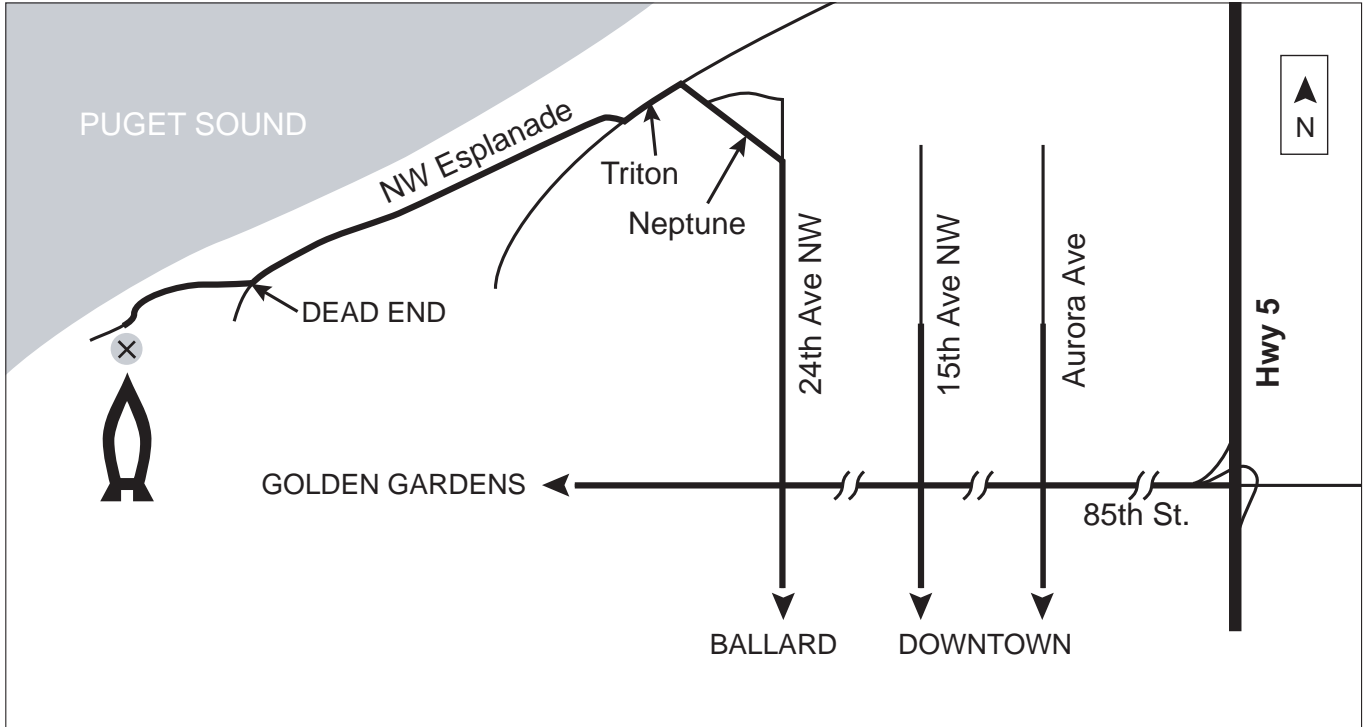 PUGET SOUND
NW Esplanade
N
Triton
Neptune
DEAD END
24th Ave NW
15th Ave NW
Aurora Ave
Hwy 5
GOLDEN GARDENS
85th St.
BALLARD
DOWNTOWN